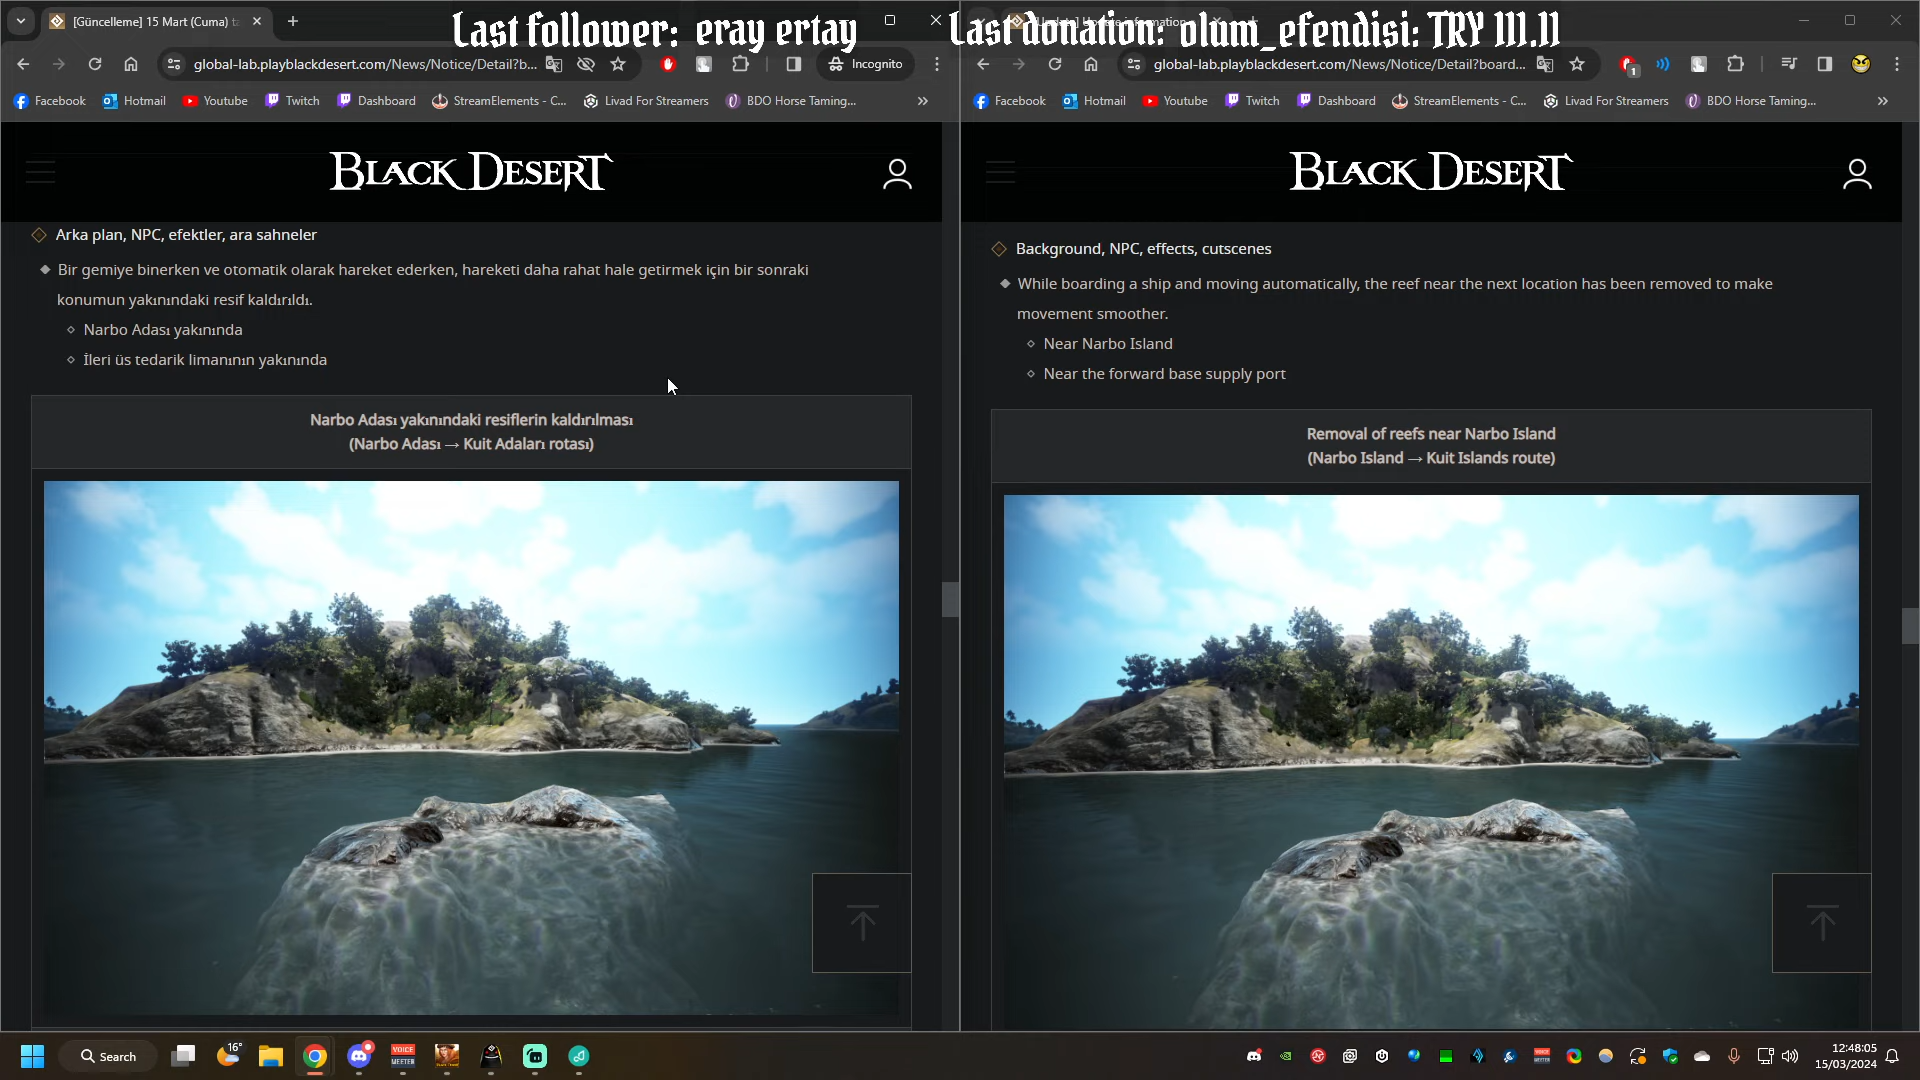 [Güncelleme] 15 Mart (Cuma)
Last follower: eray ertay
Last donation: olum_efendisi: TRY 111.11
global-lab.playblackdesert.com/News/Notice/Detail?b...
Incognito
global-lab.playblackdesert.com/News/Notice/Detail?board...
1
Facebook
Hotmail
Youtube
Twitch
Dashboard
StreamElements - C...
Livad For Streamers
BDO Horse Taming...
»
Facebook
Hotmail
Youtube
Twitch
Dashboard
StreamElements - C...
Livad For Streamers
BDO Horse Taming...
»
BLACK DESERT
Arka plan, NPC, efektler, ara sahneler
Bir gemiye binerken ve otomatik olarak hareket ederken, hareketi daha rahat hale getirmek için bir sonraki
konumun yakınındaki resif kaldırıldı.
Narbo Adası yakınında
İleri üs tedarik limanının yakınında
Narbo Adası yakınındaki resiflerin kaldırılması
(Narbo Adası → Kuit Adaları rotası)
BLACK DESERT
Background, NPC, effects, cutscenes
While boarding a ship and moving automatically, the reef near the next location has been removed to make
movement smoother.
Near Narbo Island
Near the forward base supply port
Removal of reefs near Narbo Island
(Narbo Island → Kuit Islands route)
Search
16°
VOICE
MEETER
12:48:05
15/03/2024